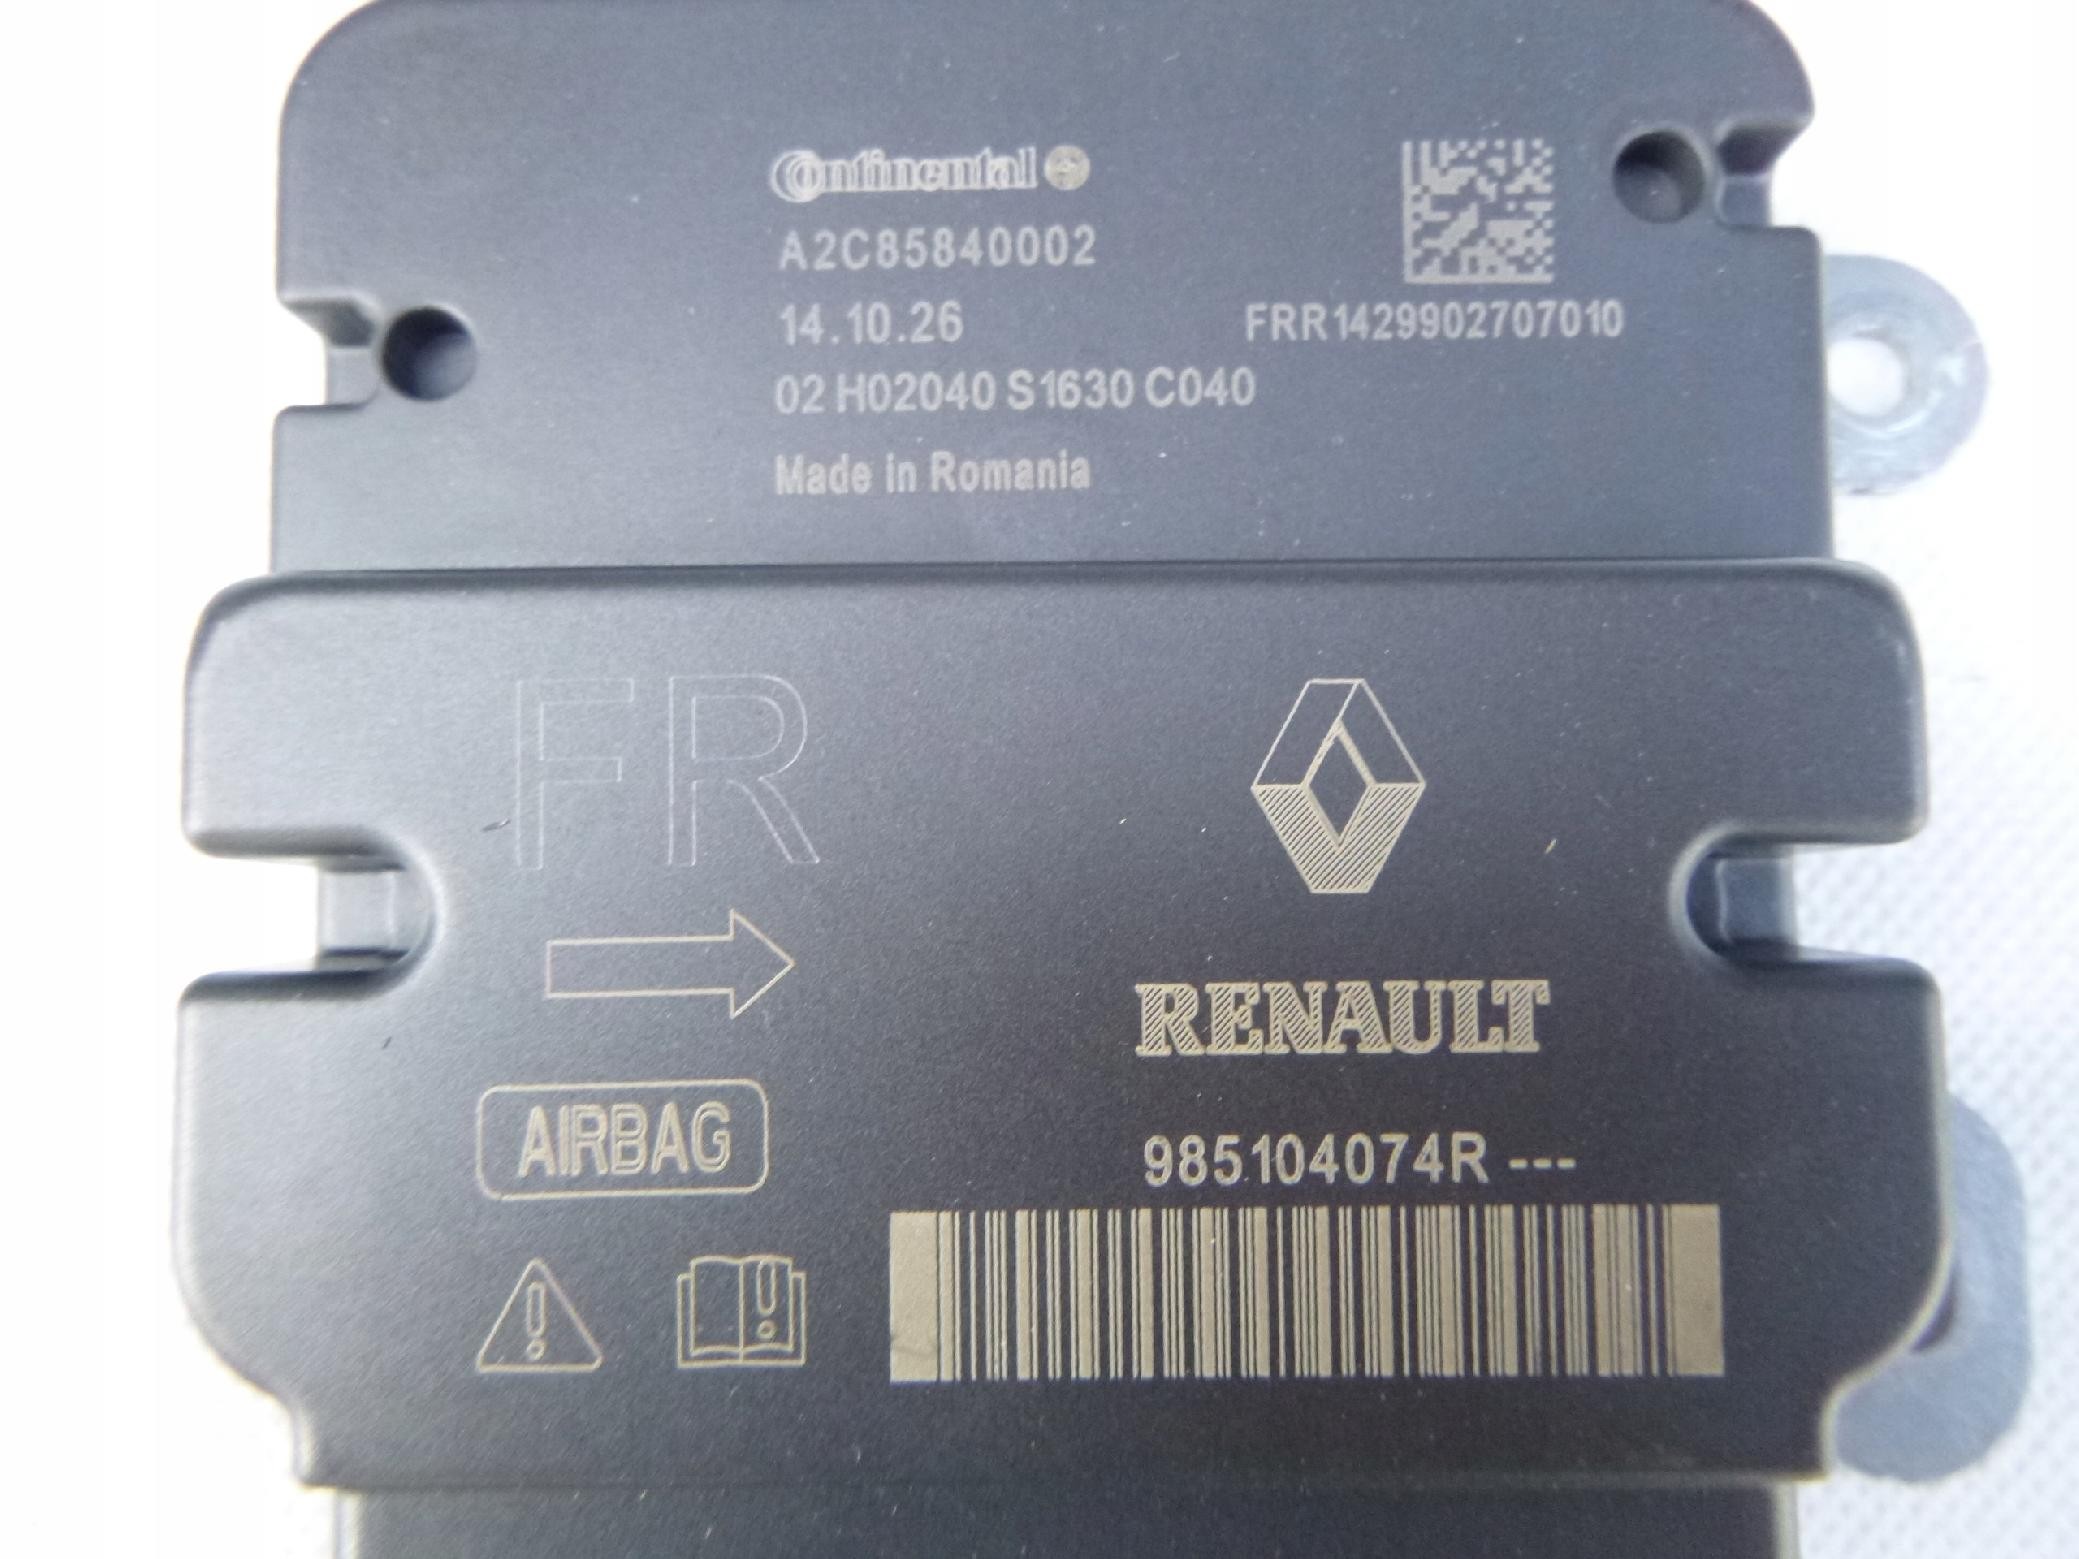 Continental
A2C85840002
14.10.26
FRR1429902707010
02 H02040 S1630 C040
Made in Romania
FR
RENAULT
AIRBAG
985104074R ---